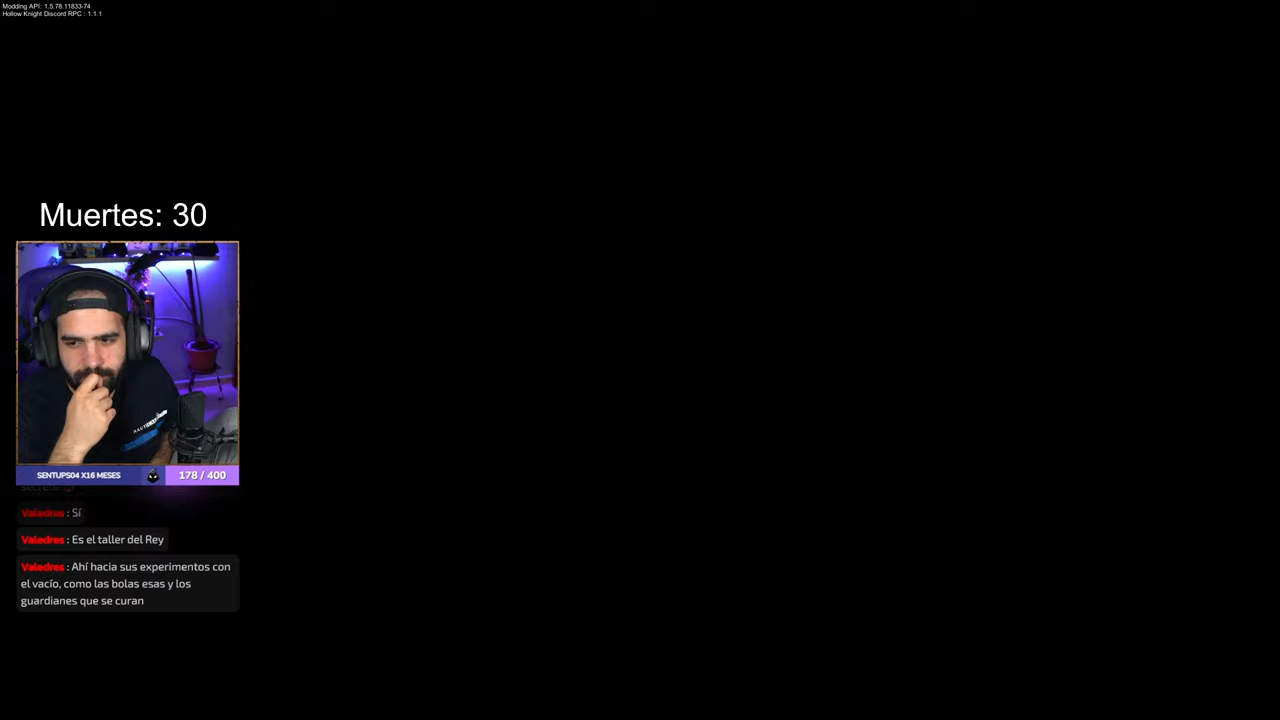 Modding API: 1.5.78.11833-74
Hollow Knight Discord RPC : 1.1.1
Muertes: 30
SENTUPS04 X16 MESES
178 / 400
Valedres : Sí
Valedres : Es el taller del Rey
Valedres : Ahí hacia sus experimentos con
el vacío, como las bolas esas y los
guardianes que se curan